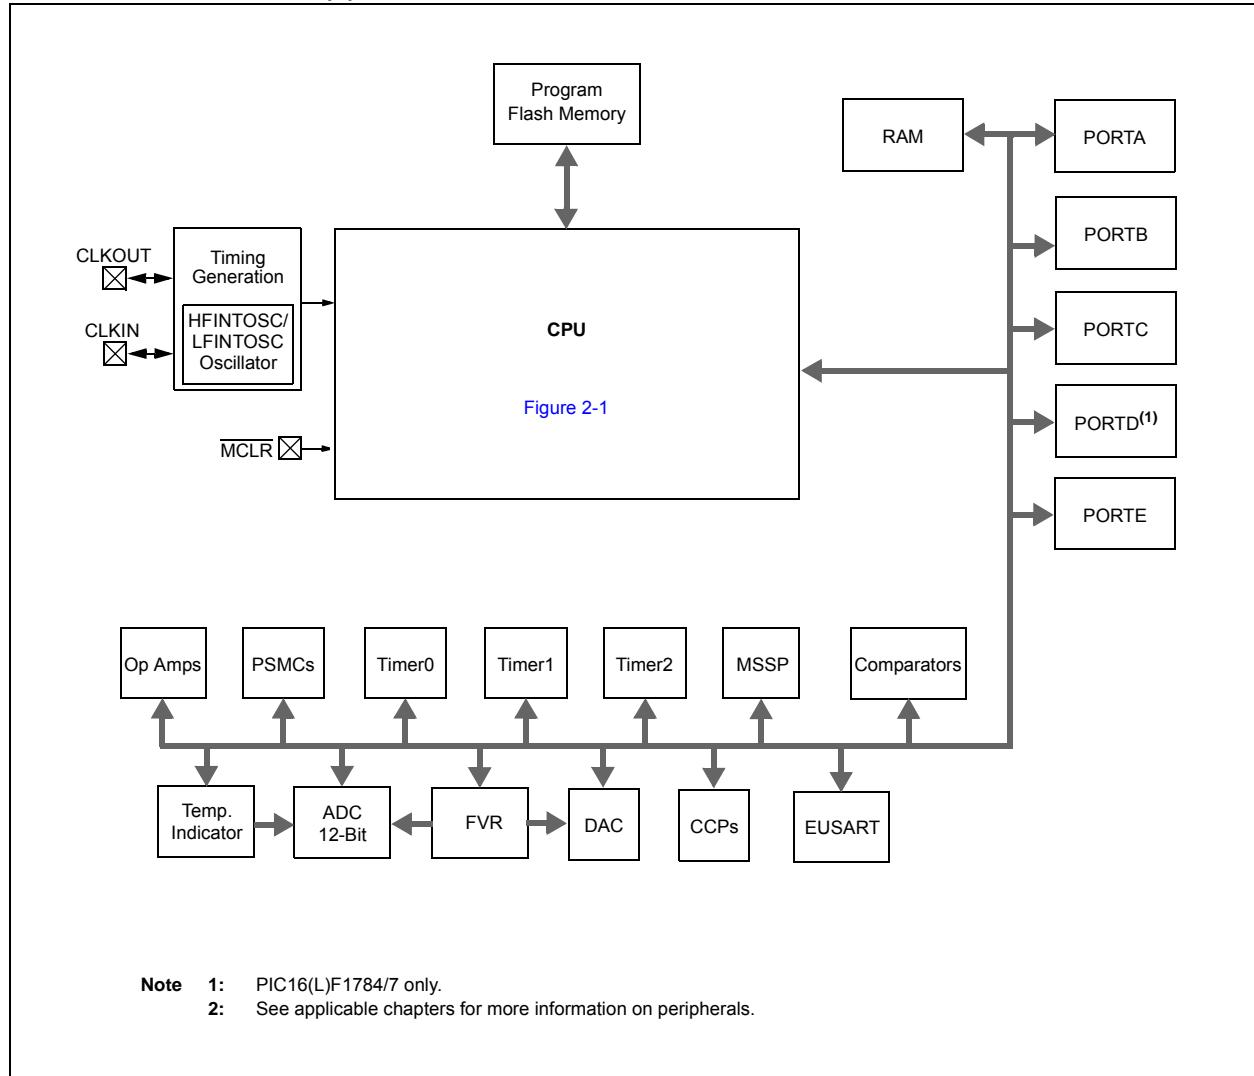 Program
Flash Memory
RAM
PORTA
CLKOUT
Timing
Generation
PORTB
HFINTOSC/
LFINTOSC
Oscillator
CLKIN
CPU
PORTC
Figure 2-1
PORTD(1)
MCLR
PORTE
Op Amps
PSMCs
Timer0
Timer1
Timer2
MSSP
Comparators
Temp.
Indicator
ADC
12-Bit
FVR
DAC
CCPs
EUSART
Note 1: PIC16(L)F1784/7 only.
2: See applicable chapters for more information on peripherals.